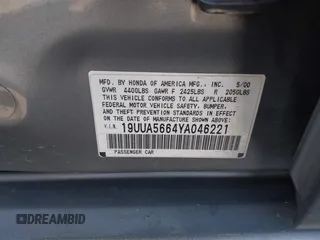 MFD. BY HONDA OF AMERICA MFG., INC. 5/00
GVWR 4400LBS GAWR F 2425LBS R 2050LBS
THIS VEHICLE CONFORMS TO ALL APPLICABLE
FEDERAL MOTOR VEHICLE SAFETY, BUMPER,
AND THEFT PREVENTION STANDARDS IN EFFECT
ON THE DATE OF MANUFACTURE SHOWN ABOVE.
V.I.N. 19UUA5664YA046221
PASSENGER CAR
DREAMBID